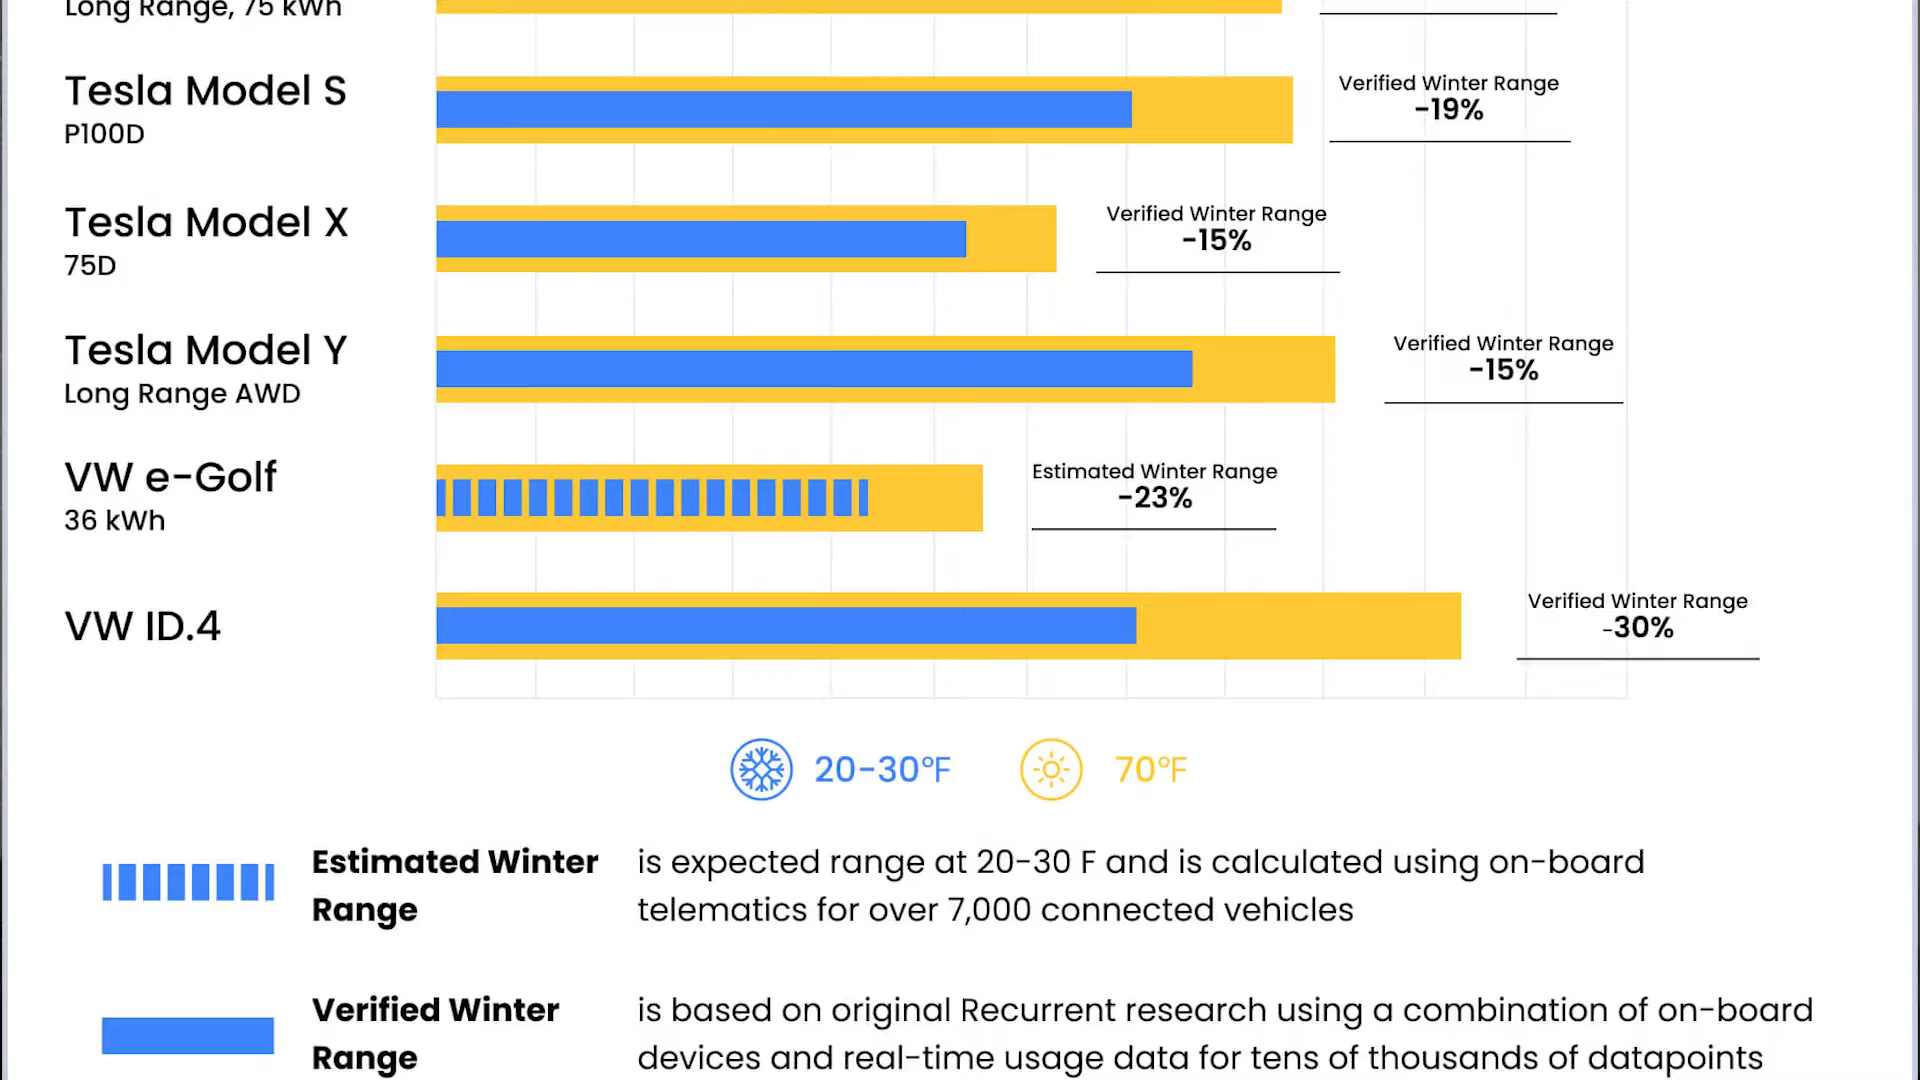 Long Range, 75 kWh
Tesla Model S
P100D
Verified Winter Range
-19%
Tesla Model X
75D
Verified Winter Range
-15%
Tesla Model Y
Long Range AWD
Verified Winter Range
-15%
VW e-Golf
36 kWh
Estimated Winter Range
-23%
VW ID.4
Verified Winter Range
-30%
20-30°F
70°F
Estimated Winter
Range
is expected range at 20-30 F and is calculated using on-board
telematics for over 7,000 connected vehicles
Verified Winter
Range
is based on original Recurrent research using a combination of on-board
devices and real-time usage data for tens of thousands of datapoints